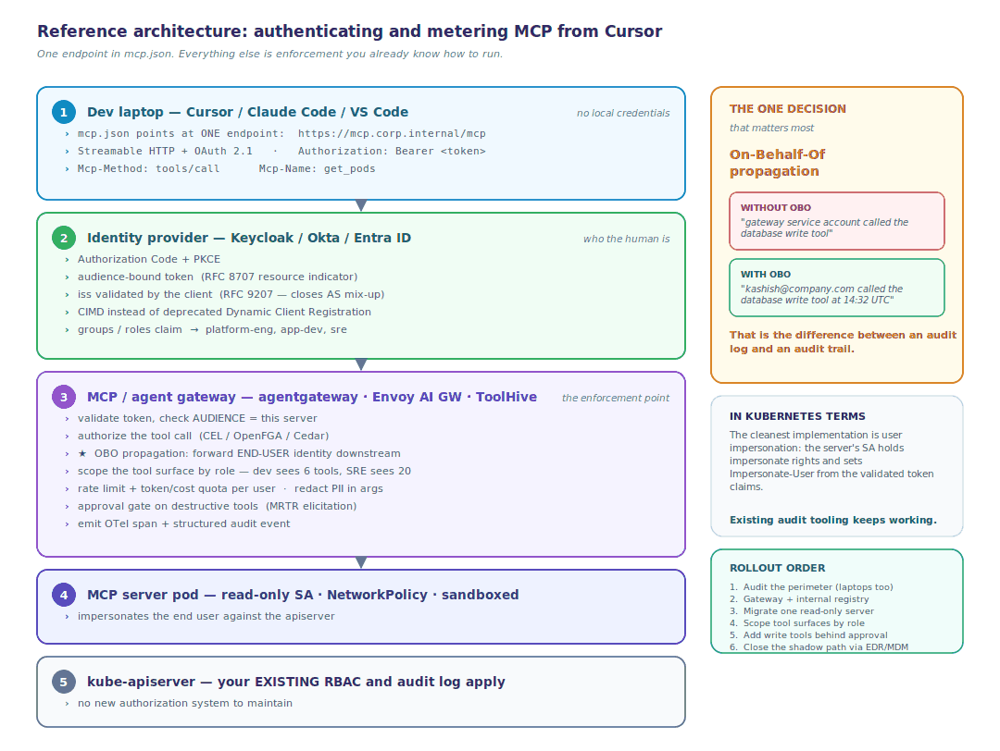 Reference architecture: authenticating and metering MCP from Cursor
One endpoint in mcp.json. Everything else is enforcement you already know how to run.
1 Dev laptop — Cursor / Claude Code / VS Code
no local credentials
› mcp.json points at ONE endpoint: https://mcp.corp.internal/mcp
› Streamable HTTP + OAuth 2.1 · Authorization: Bearer <token>
› Mcp-Method: tools/call Mcp-Name: get_pods
2 Identity provider — Keycloak / Okta / Entra ID
who the human is
› Authorization Code + PKCE
› audience-bound token (RFC 8707 resource indicator)
› iss validated by the client (RFC 9207 — closes AS mix-up)
› CIMD instead of deprecated Dynamic Client Registration
› groups / roles claim → platform-eng, app-dev, sre
3 MCP / agent gateway — agentgateway · Envoy AI GW · ToolHive
the enforcement point
› validate token, check AUDIENCE = this server
› authorize the tool call (CEL / OpenFGA / Cedar)
› ★ OBO propagation: forward END-USER identity downstream
› scope the tool surface by role — dev sees 6 tools, SRE sees 20
› rate limit + token/cost quota per user · redact PII in args
› approval gate on destructive tools (MRTR elicitation)
› emit OTel span + structured audit event
4 MCP server pod — read-only SA · NetworkPolicy · sandboxed
› impersonates the end user against the apiserver
5 kube-apiserver — your EXISTING RBAC and audit log apply
› no new authorization system to maintain
THE ONE DECISION
that matters most
On-Behalf-Of
propagation
WITHOUT OBO
"gateway service account called the
database write tool"
WITH OBO
"kashish@company.com called the
database write tool at 14:32 UTC"
That is the difference between an audit
log and an audit trail.
IN KUBERNETES TERMS
The cleanest implementation is user
impersonation: the server's SA holds
impersonate rights and sets
Impersonate-User from the validated token
claims.
Existing audit tooling keeps working.
ROLLOUT ORDER
1. Audit the perimeter (laptops too)
2. Gateway + internal registry
3. Migrate one read-only server
4. Scope tool surfaces by role
5. Add write tools behind approval
6. Close the shadow path via EDR/MDM